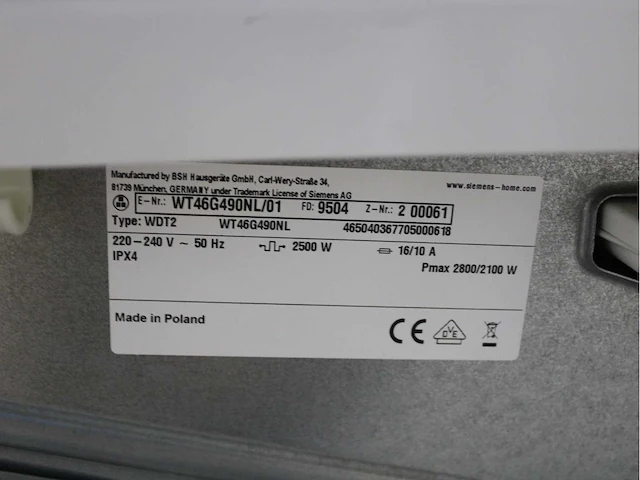 Manufactured by BSH Hausgeräte GmbH, Carl-Wery-Straße 34,
81739 München, GERMANY under Trademark License of Siemens AG
www.siemens-home.com
E-Nr.: WT46G490NL/01 FD: 9504 Z-Nr.: 2 00061
Type: WDT2 WT46G490NL 465040367705000618
220-240 V ~ 50 Hz 2500 W 16/10 A
IPX4
Pmax 2800/2100 W
Made in Poland
CE DVE